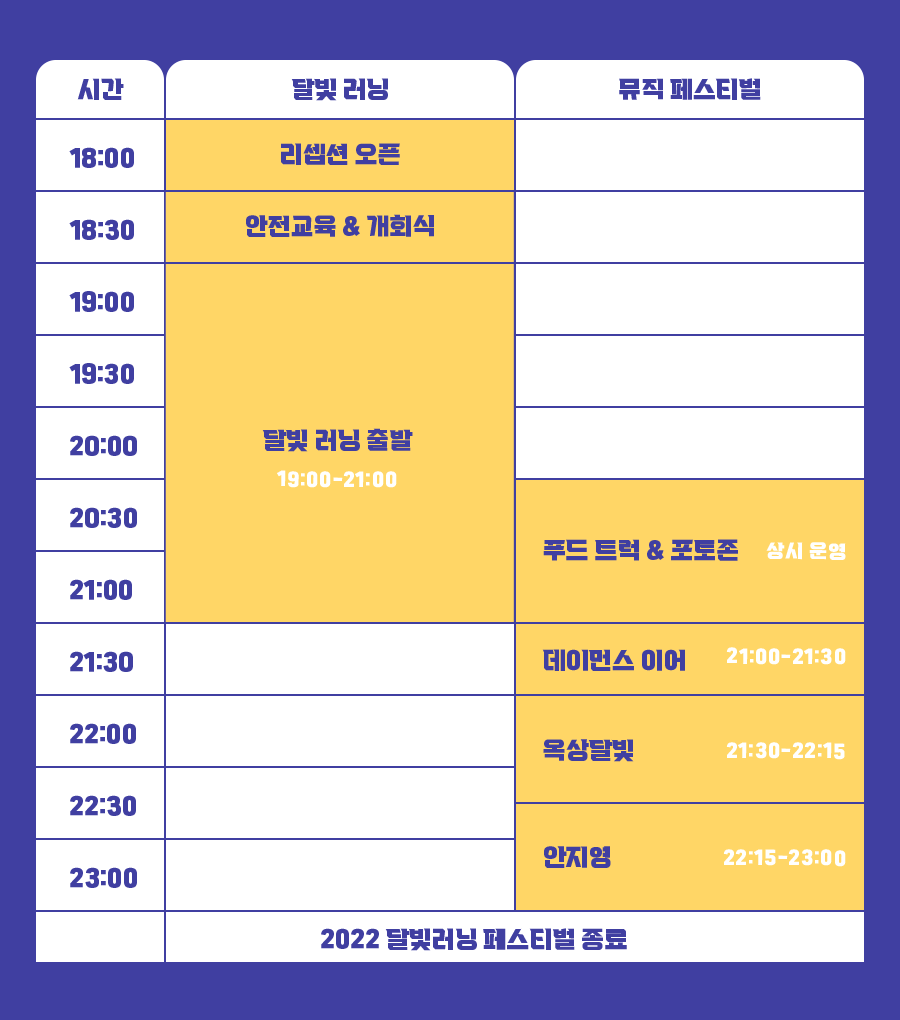 시간 달빛 러닝 뮤직 페스티벌
18:00 리셉션 오픈
18:30 안전교육 & 개회식
19:00
19:30
20:00 달빛 러닝 출발
19:00-21:00
20:30
푸드 트럭 & 포토존 상시 운영
21:00
21:30 데이먼스 이어 21:00-21:30
22:00 옥상달빛 21:30-22:15
22:30
안지영 22:15-23:00
23:00
2022 달빛러닝 페스티벌 종료